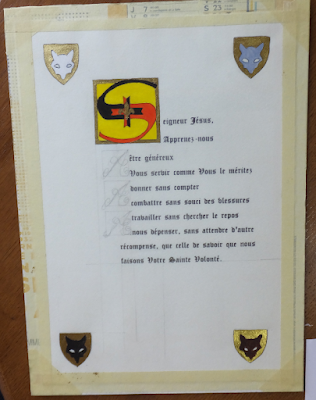 Seigneur Jésus,
Apprenez-nous
être généreux
Vous servir comme Vous le méritez
donner sans compter
combattre sans souci des blessures
travailler sans chercher le repos
nous dépenser, sans attendre d'autre
récompense, que celle de savoir que nous
faisons Votre Sainte Volonté.